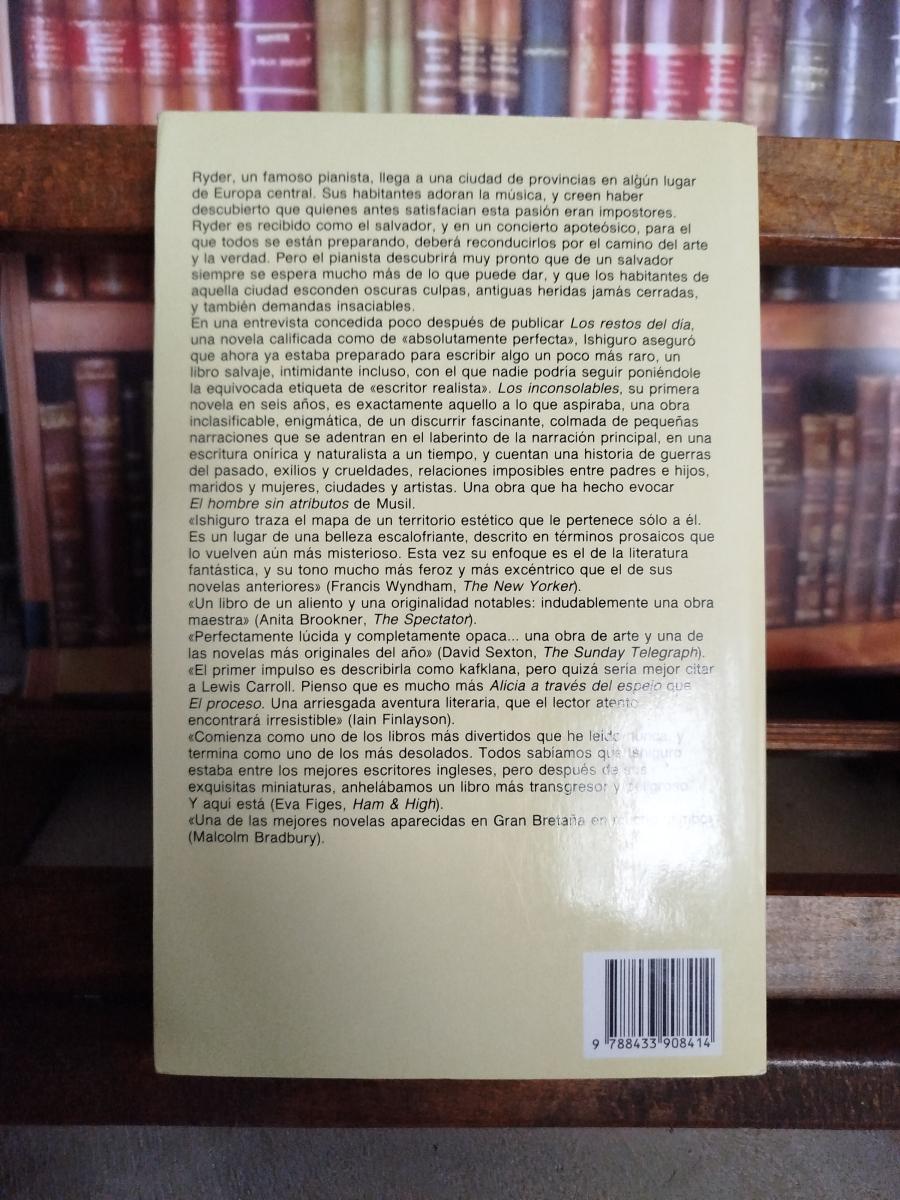 Ryder, un famoso pianista, llega a una ciudad de provincias en algún lugar
de Europa central. Sus habitantes adoran la música, y creen haber
descubierto que quienes antes satisfacían esta pasión eran impostores.
Ryder es recibido como el salvador, y en un concierto apoteósico, para el
que todos se están preparando, deberá reconducirlos por el camino del arte
y la verdad. Pero el pianista descubrirá muy pronto que de un salvador
siempre se espera mucho más de lo que puede dar, y que los habitantes de
aquella ciudad esconden oscuras culpas, antiguas heridas jamás cerradas,
y también demandas insaciables.
En una entrevista concedida poco después de publicar Los restos del día,
una novela calificada como de «absolutamente perfecta», Ishiguro aseguró
que ahora ya estaba preparado para escribir algo un poco más raro, un
libro salvaje, intimidante incluso, con el que nadie podría seguir poniéndole
la equivocada etiqueta de «escritor realista». Los inconsolables, su primera
novela en seis años, es exactamente aquello a lo que aspiraba, una obra
inclasificable, enigmática, de un discurrir fascinante, colmada de pequeñas
narraciones que se adentran en el laberinto de la narración principal, en una
escritura onírica y naturalista a un tiempo, y cuentan una historia de guerras
del pasado, exilios y crueldades, relaciones imposibles entre padres e hijos,
maridos y mujeres, ciudades y artistas. Una obra que ha hecho evocar
El hombre sin atributos de Musil.
«Ishiguro traza el mapa de un territorio estético que le pertenece sólo a él.
Es un lugar de una belleza escalofriante, descrito en términos prosaicos que
lo vuelven aún más misterioso. Esta vez su enfoque es el de la literatura
fantástica, y su tono mucho más feroz y más excéntrico que el de sus
novelas anteriores» (Francis Wyndham, The New Yorker).
«Un libro de un aliento y una originalidad notables: indudablemente una obra
maestra» (Anita Brookner, The Spectator).
«Perfectamente lúcida y completamente opaca... una obra de arte y una de
las novelas más originales del año» (David Sexton, The Sunday Telegraph).
«El primer impulso es describirla como kafkiana, pero quizá sería mejor citar
a Lewis Carroll. Pienso que es mucho más Alicia a través del espejo que
El proceso. Una arriesgada aventura literaria, que el lector atento
encontrará irresistible» (Iain Finlayson).
«Comienza como uno de los libros más divertidos que he leído nunca, y
termina como uno de los más desolados. Todos sabíamos que Ishiguro
estaba entre los mejores escritores ingleses, pero después de sus
exquisitas miniaturas, anhelábamos un libro más transgresor y peligroso.
Y aquí está (Eva Figes, Ham & High).
«Una de las mejores novelas aparecidas en Gran Bretaña en
(Malcolm Bradbury).
9 788433 908414